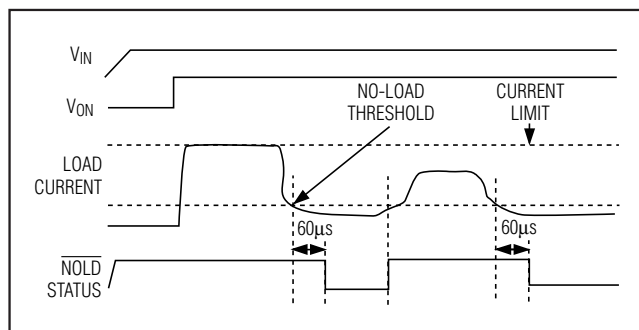 VIN
VON
NO-LOAD
THRESHOLD
CURRENT
LIMIT
LOAD
CURRENT
60μs
60μs
NOLD
STATUS